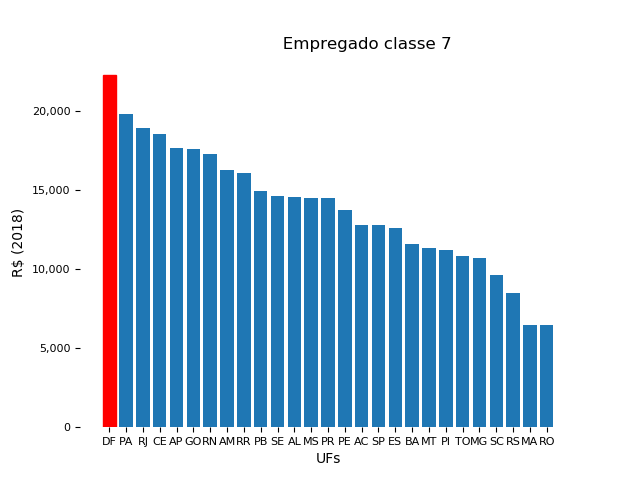 Empregado classe 7
20,000
15,000
10,000
5,000
0
R$ (2018)
DF PA RJ CE AP GO RN AM RR PB SE AL MS PR PE AC SP ES BA MT PI TO MG SC RS MA RO
UFs